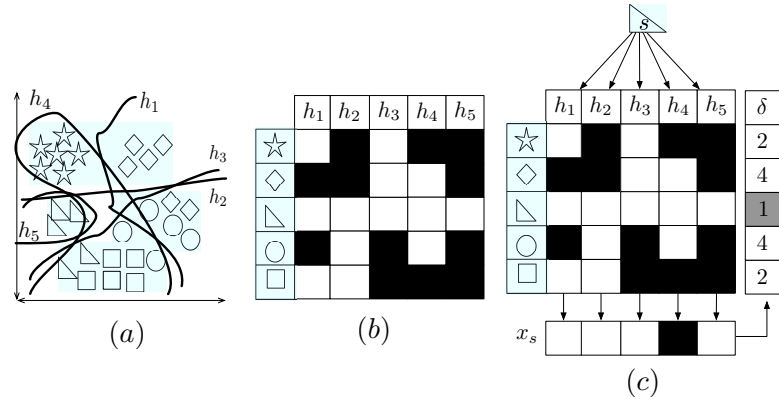 h₄
h₁
h₃
h₂
h₅
(a)
h₁ h₂ h₃ h₄ h₅
(b)
s
h₁ h₂ h₃ h₄ h₅ δ
2
4
1
4
2
xₛ
(c)